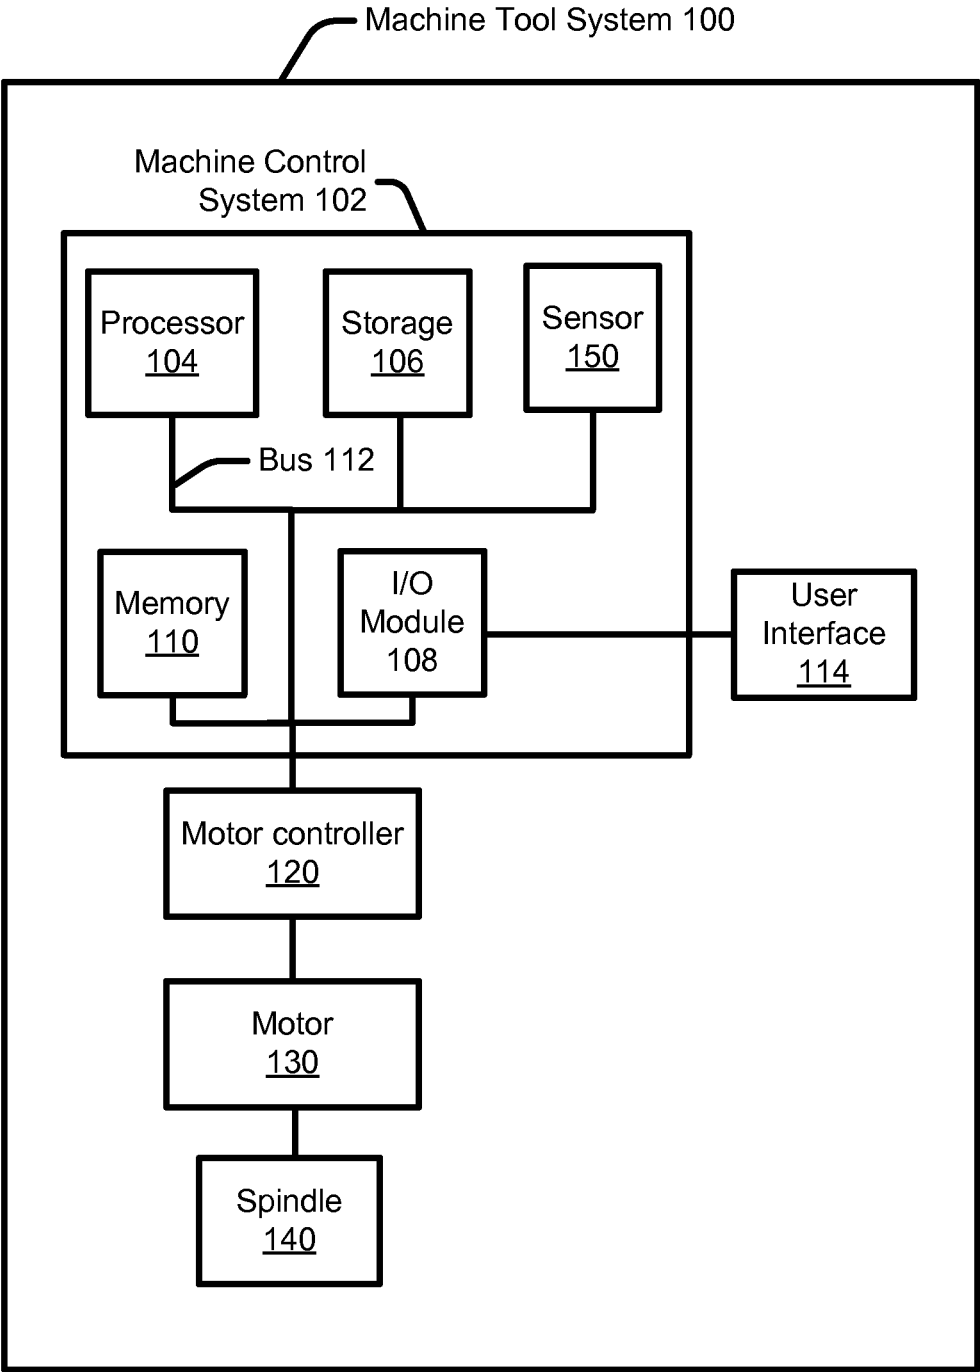 Machine Tool System 100
Machine Control
System 102
Processor
104
Storage
106
Sensor
150
Bus 112
Memory
110
I/O
Module
108
User
Interface
114
Motor controller
120
Motor
130
Spindle
140